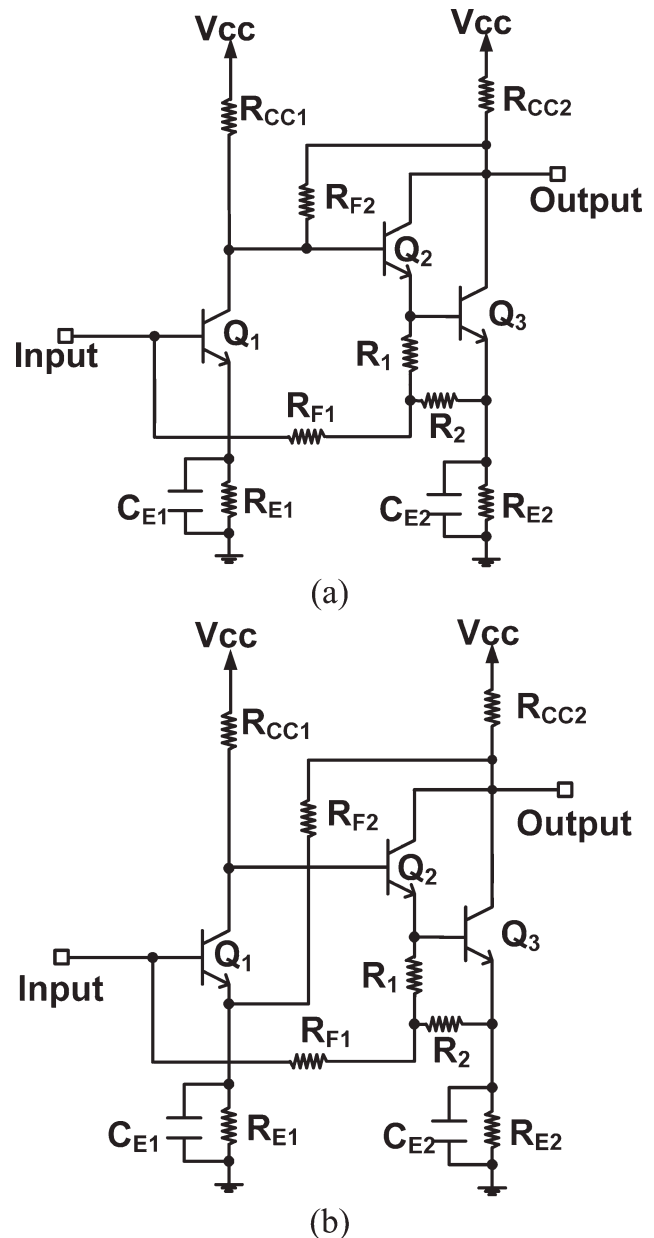 Vcc
Vcc
RCC1
RCC2
RF2
Output
Q2
Q1
Q3
Input
R1
RF1
R2
CE1
RE1
CE2
RE2
(a)
Vcc
Vcc
RCC1
RCC2
RF2
Output
Q2
Q1
Q3
Input
R1
RF1
R2
CE1
RE1
CE2
RE2
(b)